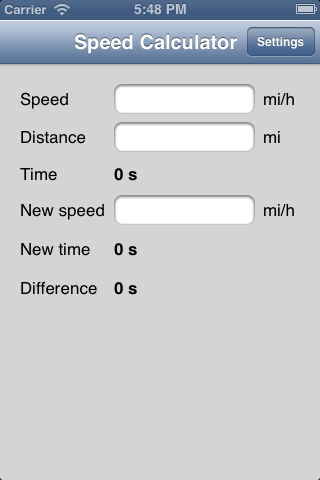 Carrier 5:48 PM
Speed Calculator Settings
Speed mi/h
Distance mi
Time 0 s
New speed mi/h
New time 0 s
Difference 0 s